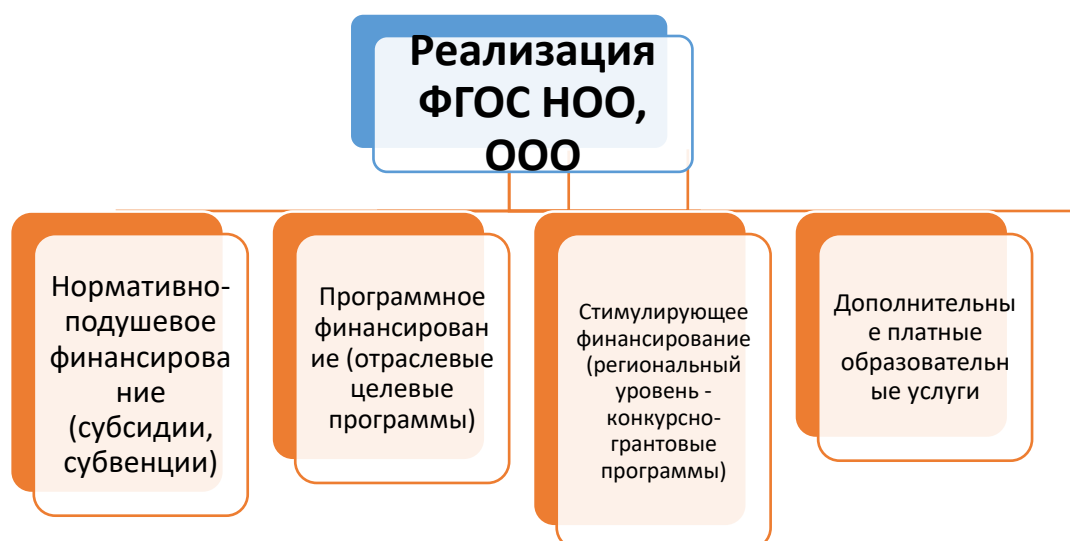 Реализация
ФГОС НОО,
ООО
Нормативно-
подушевое
финансирова
ние
(субсидии,
субвенции)
Программное
финансирован
ие (отраслевые
целевые
программы)
Стимулирующее
финансирование
(региональный
уровень -
конкурсно-
грантовые
программы)
Дополнительны
е платные
образовательн
ые услуги